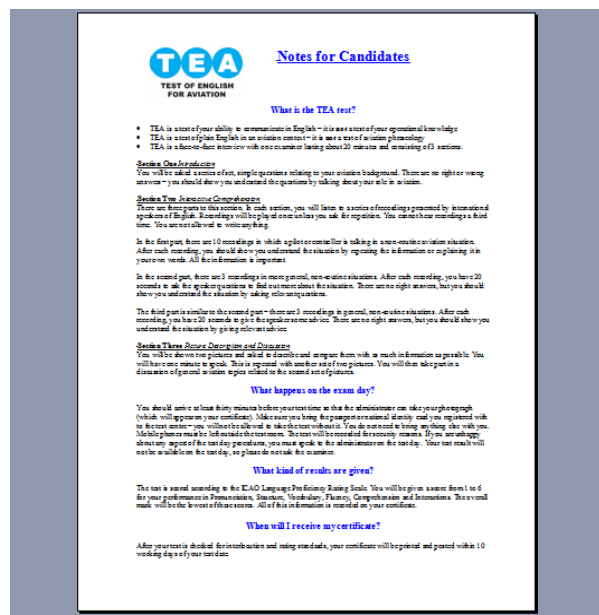 TEA
TEST OF ENGLISH
FOR AVIATION
Notes for Candidates
What is the TEA test?
• TEA is a test of your ability to communicate in English – it is not a test of your operational knowledge
• TEA is a test of plain English in an aviation context – it is not a test of aviation phraseology
• TEA is a face-to-face interview with one examiner lasting about 20 minutes and consisting of 3 sections:
Section One Introduction
You will be asked a series of set, simple questions relating to your aviation background. There are no right or wrong
answers – you should show you understand the questions by talking about your role in aviation.
Section Two Interactive Comprehension
There are three parts to this section. In each section, you will listen to a series of recordings presented by international
speakers of English. Recordings will be played once unless you ask for repetition. You cannot hear recordings a third
time. You are not allowed to write anything.
In the first part, there are 10 recordings in which a pilot or controller is talking in a non-routine aviation situation.
After each recording, you should show you understand the situation by repeating the information or explaining it in
your own words. All the information is important
In the second part, there are 3 recordings in more general, non-routine situations. After each recording, you have 20
seconds to ask the speaker questions to find out more about the situation. There are no right answers, but you should
show you understand the situation by asking relevant questions.
The third part is similar to the second part – there are 3 recordings in general, non-routine situations. After each
recording, you have 20 seconds to give the speaker some advice. There are no right answers, but you should show you
understand the situation by giving relevant advice.
Section Three Picture Description and Discussion
You will be shown two pictures and asked to describe and compare them with as much information as possible. You
will have one minute to speak. This is repeated with another set of two pictures. You will then take part in a
discussion of general aviation topics related to the second set of pictures.
What happens on the exam day?
You should arrive at least thirty minutes before your test time so that the administrator can take your photograph
(which will appear on your certificate). Make sure you bring the passport or national identity card you registered with
to the test centre – you will not be allowed to take the test without it. You do not need to bring anything else with you.
Mobile phones must be left outside the test room. The test will be recorded for security reasons. If you are unhappy
about any aspect of the test day procedures, you must speak to the administrator on the test day. Your test result will
not be available on the test day, so please do not ask the examiner.
What kind of results are given?
The test is scored according to the ICAO Language Proficiency Rating Scale. You will be given a score from 1 to 6
for your performance in Pronunciation, Structure, Vocabulary, Fluency, Comprehension and Interactions. The overall
mark will be the lowest of these scores. All of this information is recorded on your certificate.
When will I receive my certificate?
After your test is checked for interlocution and rating standards, your certificate will be printed and posted within 10
working days of your test date.